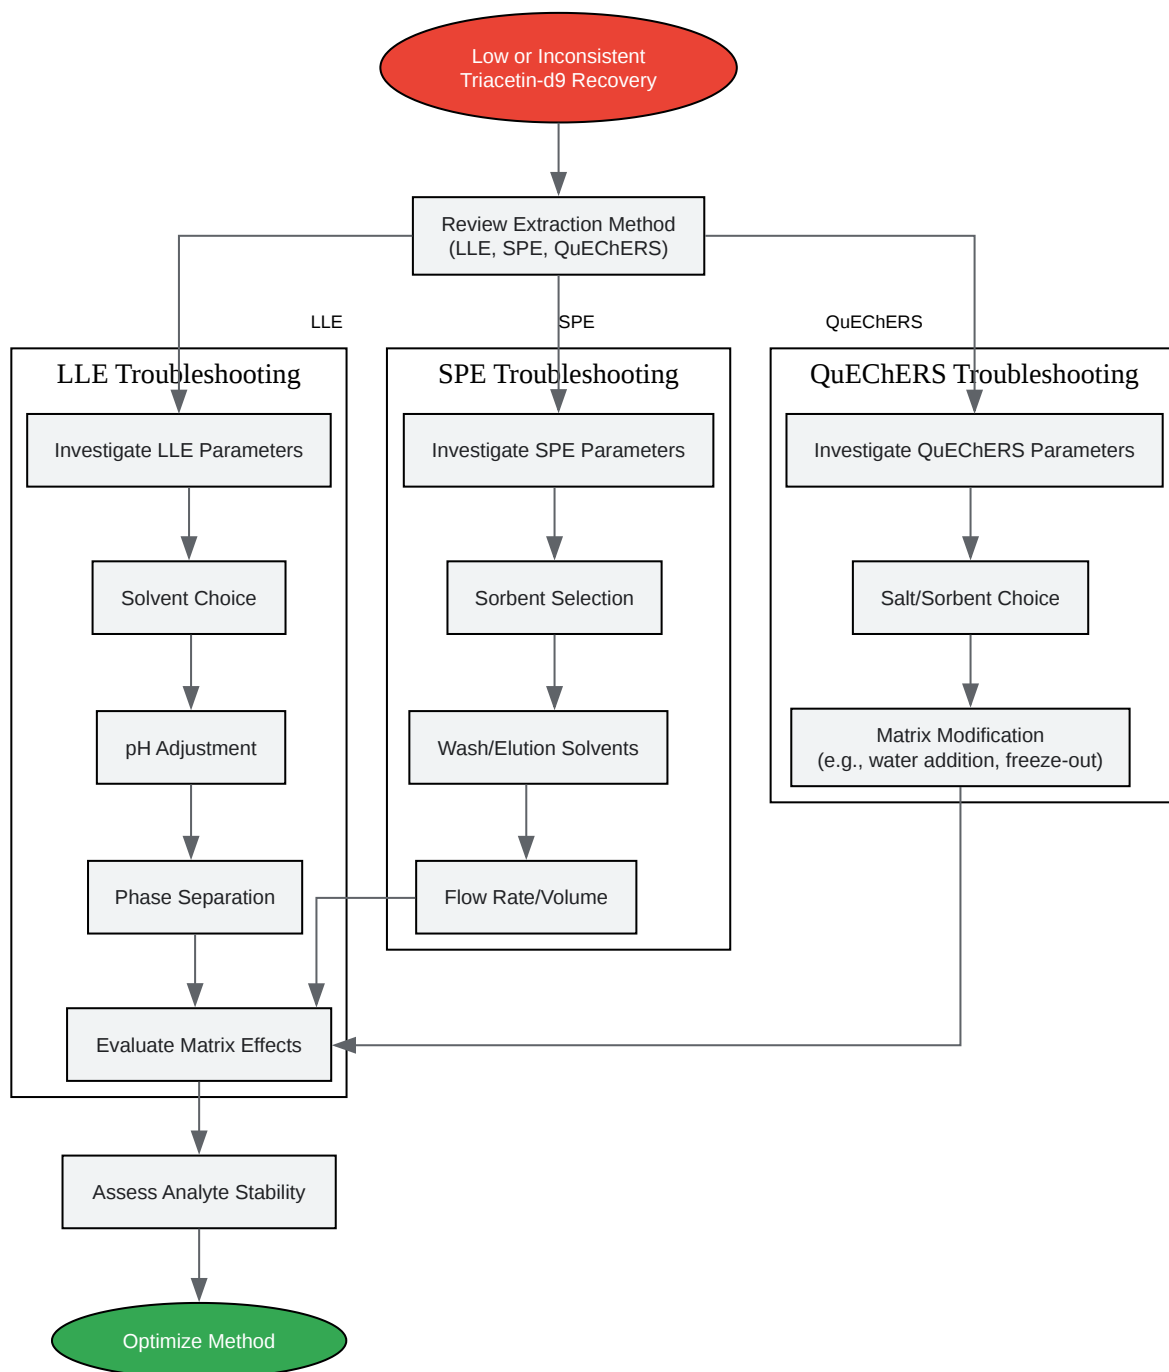 Low or Inconsistent
Triacetin-d9 Recovery
Review Extraction Method
(LLE, SPE, QuEChERS)
LLE
SPE
QuEChERS
LLE Troubleshooting
Investigate LLE Parameters
Solvent Choice
pH Adjustment
Phase Separation
Evaluate Matrix Effects
SPE Troubleshooting
Investigate SPE Parameters
Sorbent Selection
Wash/Elution Solvents
Flow Rate/Volume
QuEChERS Troubleshooting
Investigate QuEChERS Parameters
Salt/Sorbent Choice
Matrix Modification
(e.g., water addition, freeze-out)
Assess Analyte Stability
Optimize Method